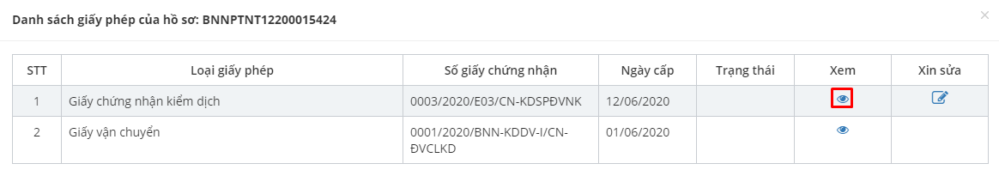 Danh sách giấy phép của hồ sơ: BNNPTNT12200015424
×
STT Loại giấy phép Số giấy chứng nhận Ngày cấp Trạng thái Xem Xin sửa
1 Giấy chứng nhận kiểm dịch 0003/2020/E03/CN-KDSPĐVNK 12/06/2020
2 Giấy vận chuyển 0001/2020/BNN-KDDV-I/CN- 01/06/2020
ĐVCLKD